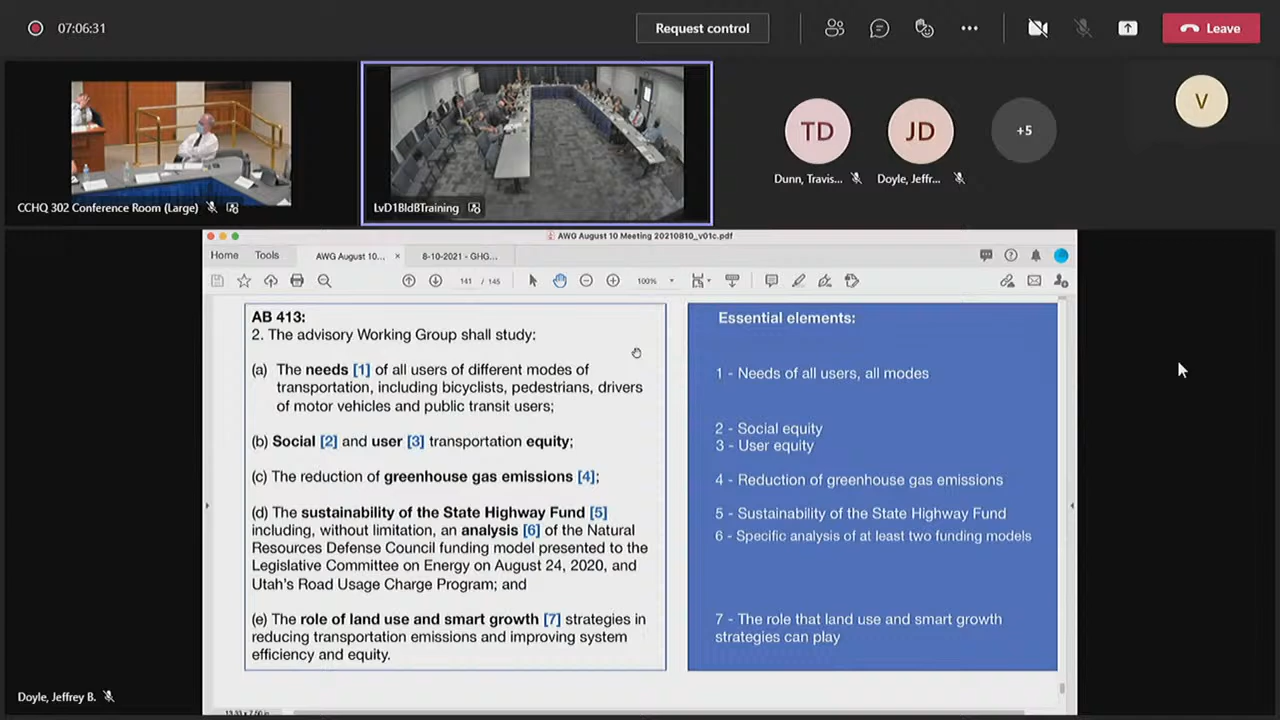 07:06:31
Request control
Leave
V
TD
JD
+5
Dunn, Travis...
Doyle, Jeffr...
CCHQ 302 Conference Room (Large)
LvD1BldBTraining
AWG August 10 Meeting 20210810_v01c.pdf
Home
Tools
AWG August 10...
×
8-10-2021 - GHG...
141 / 145
100%
AB 413:
2. The advisory Working Group shall study:
(a) The needs [1] of all users of different modes of
transportation, including bicyclists, pedestrians, drivers
of motor vehicles and public transit users;
(b) Social [2] and user [3] transportation equity;
(c) The reduction of greenhouse gas emissions [4];
(d) The sustainability of the State Highway Fund [5]
including, without limitation, an analysis [6] of the Natural
Resources Defense Council funding model presented to the
Legislative Committee on Energy on August 24, 2020, and
Utah's Road Usage Charge Program; and
(e) The role of land use and smart growth [7] strategies in
reducing transportation emissions and improving system
efficiency and equity.
Essential elements:
1 - Needs of all users, all modes
2 - Social equity
3 - User equity
4 - Reduction of greenhouse gas emissions
5 - Sustainability of the State Highway Fund
6 - Specific analysis of at least two funding models
7 - The role that land use and smart growth
strategies can play
Doyle, Jeffrey B.